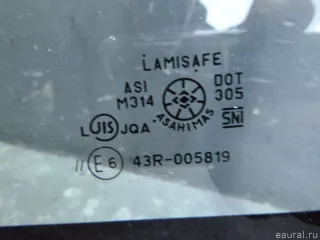 LAMISAFE
ASI DOT
M314 305
ASAHIMAS
L JIS JQA SNI
II E6 43R-005819
eaural.ru